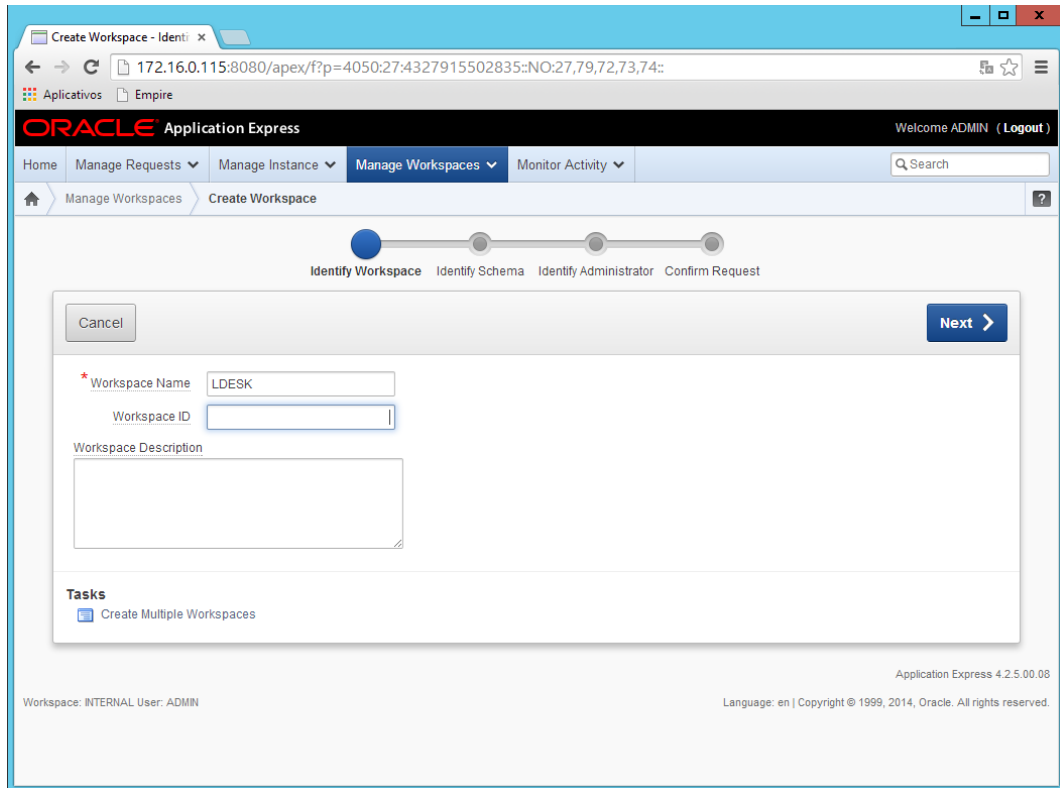 Create Workspace - Identi
172.16.0.115:8080/apex/f?p=4050:27:4327915502835::NO:27,79,72,73,74::
Aplicativos Empire
ORACLE Application Express Welcome ADMIN ( Logout )
Home Manage Requests Manage Instance Manage Workspaces Monitor Activity Search
Manage Workspaces Create Workspace ?
Identify Workspace Identify Schema Identify Administrator Confirm Request
Cancel Next
* Workspace Name LDESK
Workspace ID
Workspace Description
Tasks
Create Multiple Workspaces
Application Express 4.2.5.00.08
Workspace: INTERNAL User: ADMIN Language: en | Copyright © 1999, 2014, Oracle. All rights reserved.